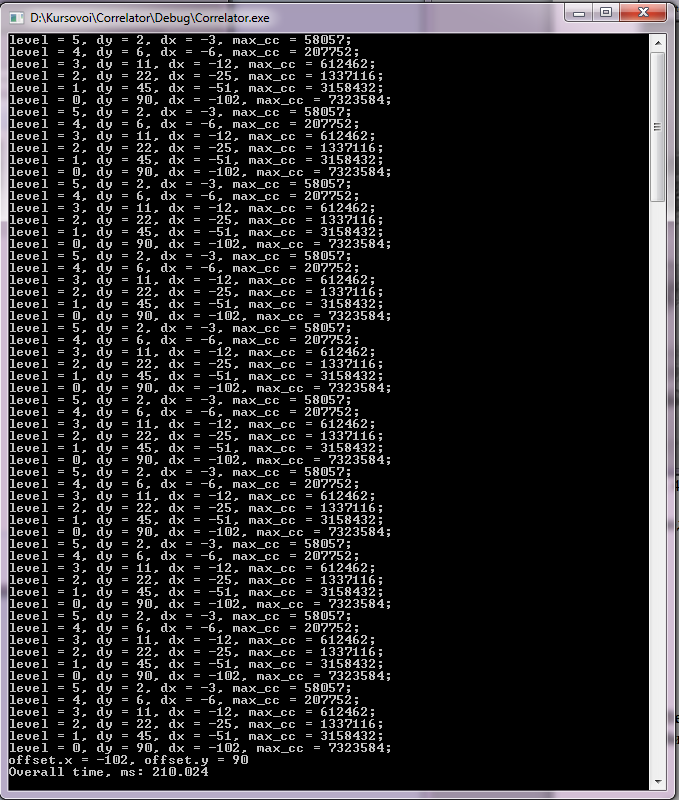 D:\Kursovoi\Correlator\Debug\Correlator.exe
level = 5, dy = 2, dx = -3, max_cc = 58057;
level = 4, dy = 6, dx = -6, max_cc = 207752;
level = 3, dy = 11, dx = -12, max_cc = 612462;
level = 2, dy = 22, dx = -25, max_cc = 1337116;
level = 1, dy = 45, dx = -51, max_cc = 3158432;
level = 0, dy = 90, dx = -102, max_cc = 7323584;
level = 5, dy = 2, dx = -3, max_cc = 58057;
level = 4, dy = 6, dx = -6, max_cc = 207752;
level = 3, dy = 11, dx = -12, max_cc = 612462;
level = 2, dy = 22, dx = -25, max_cc = 1337116;
level = 1, dy = 45, dx = -51, max_cc = 3158432;
level = 0, dy = 90, dx = -102, max_cc = 7323584;
level = 5, dy = 2, dx = -3, max_cc = 58057;
level = 4, dy = 6, dx = -6, max_cc = 207752;
level = 3, dy = 11, dx = -12, max_cc = 612462;
level = 2, dy = 22, dx = -25, max_cc = 1337116;
level = 1, dy = 45, dx = -51, max_cc = 3158432;
level = 0, dy = 90, dx = -102, max_cc = 7323584;
level = 5, dy = 2, dx = -3, max_cc = 58057;
level = 4, dy = 6, dx = -6, max_cc = 207752;
level = 3, dy = 11, dx = -12, max_cc = 612462;
level = 2, dy = 22, dx = -25, max_cc = 1337116;
level = 1, dy = 45, dx = -51, max_cc = 3158432;
level = 0, dy = 90, dx = -102, max_cc = 7323584;
level = 5, dy = 2, dx = -3, max_cc = 58057;
level = 4, dy = 6, dx = -6, max_cc = 207752;
level = 3, dy = 11, dx = -12, max_cc = 612462;
level = 2, dy = 22, dx = -25, max_cc = 1337116;
level = 1, dy = 45, dx = -51, max_cc = 3158432;
level = 0, dy = 90, dx = -102, max_cc = 7323584;
level = 5, dy = 2, dx = -3, max_cc = 58057;
level = 4, dy = 6, dx = -6, max_cc = 207752;
level = 3, dy = 11, dx = -12, max_cc = 612462;
level = 2, dy = 22, dx = -25, max_cc = 1337116;
level = 1, dy = 45, dx = -51, max_cc = 3158432;
level = 0, dy = 90, dx = -102, max_cc = 7323584;
level = 5, dy = 2, dx = -3, max_cc = 58057;
level = 4, dy = 6, dx = -6, max_cc = 207752;
level = 3, dy = 11, dx = -12, max_cc = 612462;
level = 2, dy = 22, dx = -25, max_cc = 1337116;
level = 1, dy = 45, dx = -51, max_cc = 3158432;
level = 0, dy = 90, dx = -102, max_cc = 7323584;
level = 5, dy = 2, dx = -3, max_cc = 58057;
level = 4, dy = 6, dx = -6, max_cc = 207752;
level = 3, dy = 11, dx = -12, max_cc = 612462;
level = 2, dy = 22, dx = -25, max_cc = 1337116;
level = 1, dy = 45, dx = -51, max_cc = 3158432;
level = 0, dy = 90, dx = -102, max_cc = 7323584;
level = 5, dy = 2, dx = -3, max_cc = 58057;
level = 4, dy = 6, dx = -6, max_cc = 207752;
level = 3, dy = 11, dx = -12, max_cc = 612462;
level = 2, dy = 22, dx = -25, max_cc = 1337116;
level = 1, dy = 45, dx = -51, max_cc = 3158432;
level = 0, dy = 90, dx = -102, max_cc = 7323584;
level = 5, dy = 2, dx = -3, max_cc = 58057;
level = 4, dy = 6, dx = -6, max_cc = 207752;
level = 3, dy = 11, dx = -12, max_cc = 612462;
level = 2, dy = 22, dx = -25, max_cc = 1337116;
level = 1, dy = 45, dx = -51, max_cc = 3158432;
level = 0, dy = 90, dx = -102, max_cc = 7323584;
offset.x = -102, offset.y = 90
Overall time, ms: 210.024